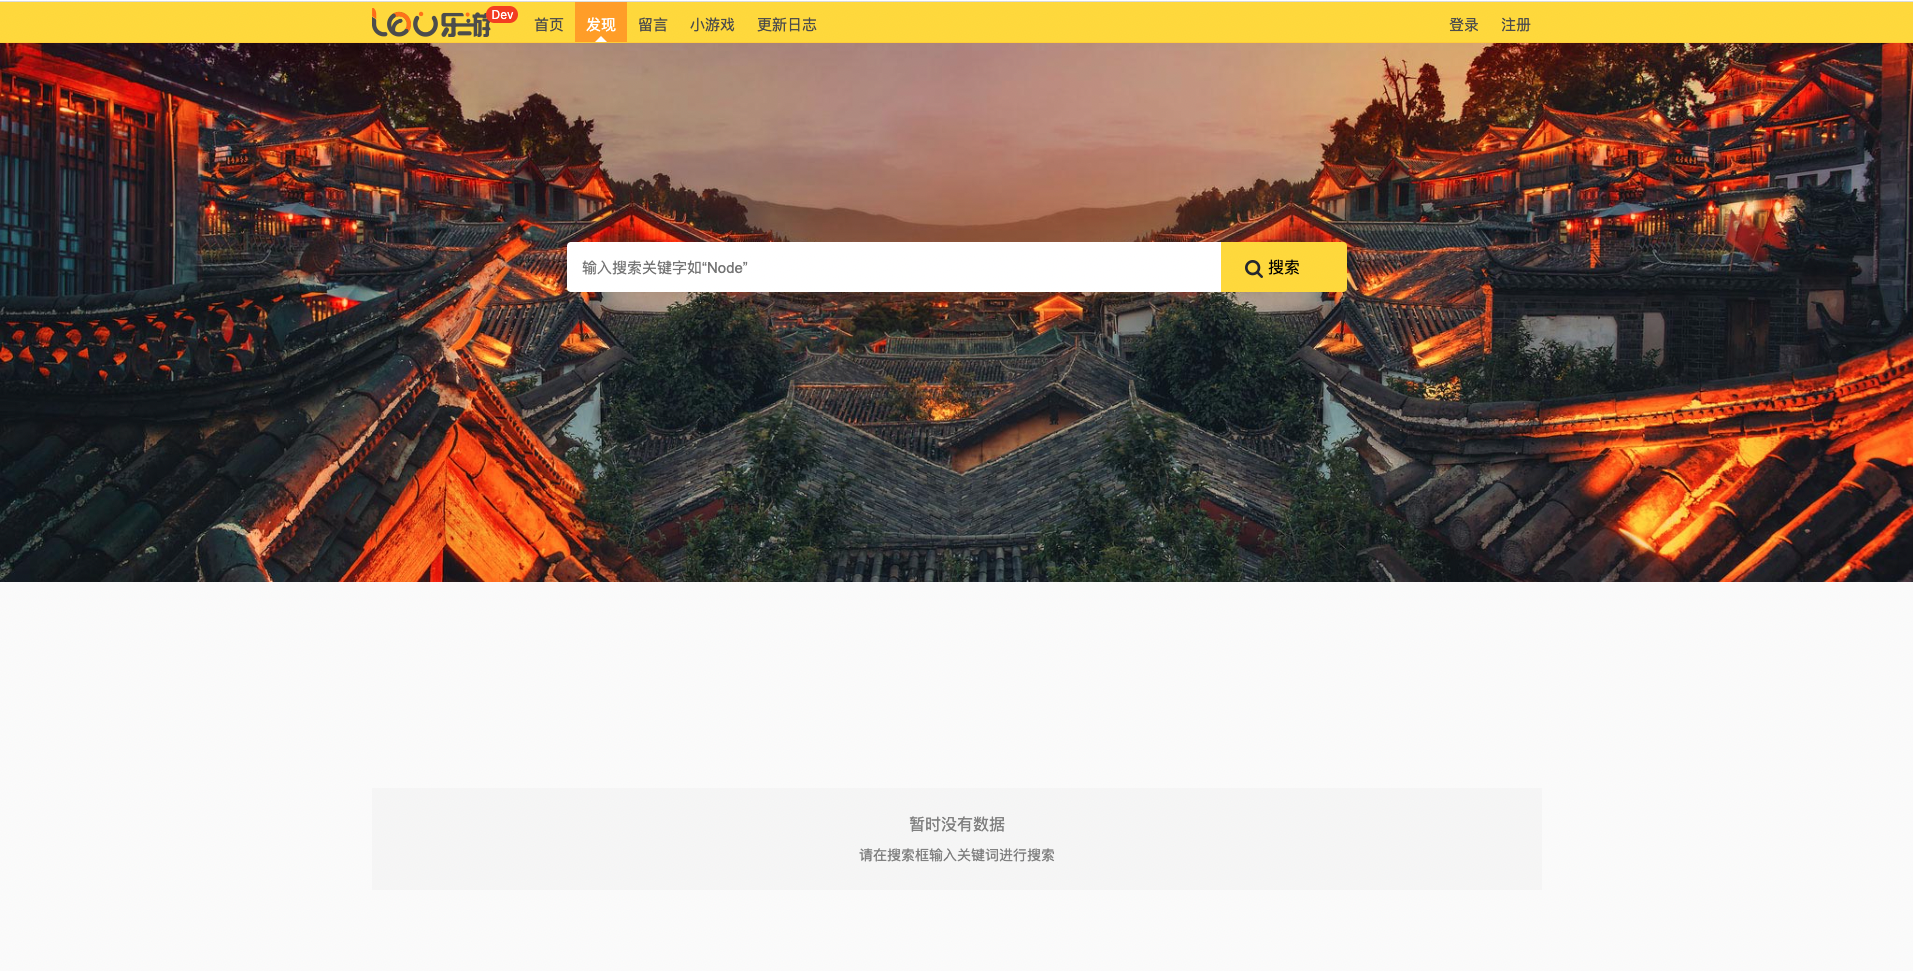 LeU乐游 Dev
首页 发现 留言 小游戏 更新日志 登录 注册
输入搜索关键字如“Node” 搜索
暂时没有数据
请在搜索框输入关键词进行搜索